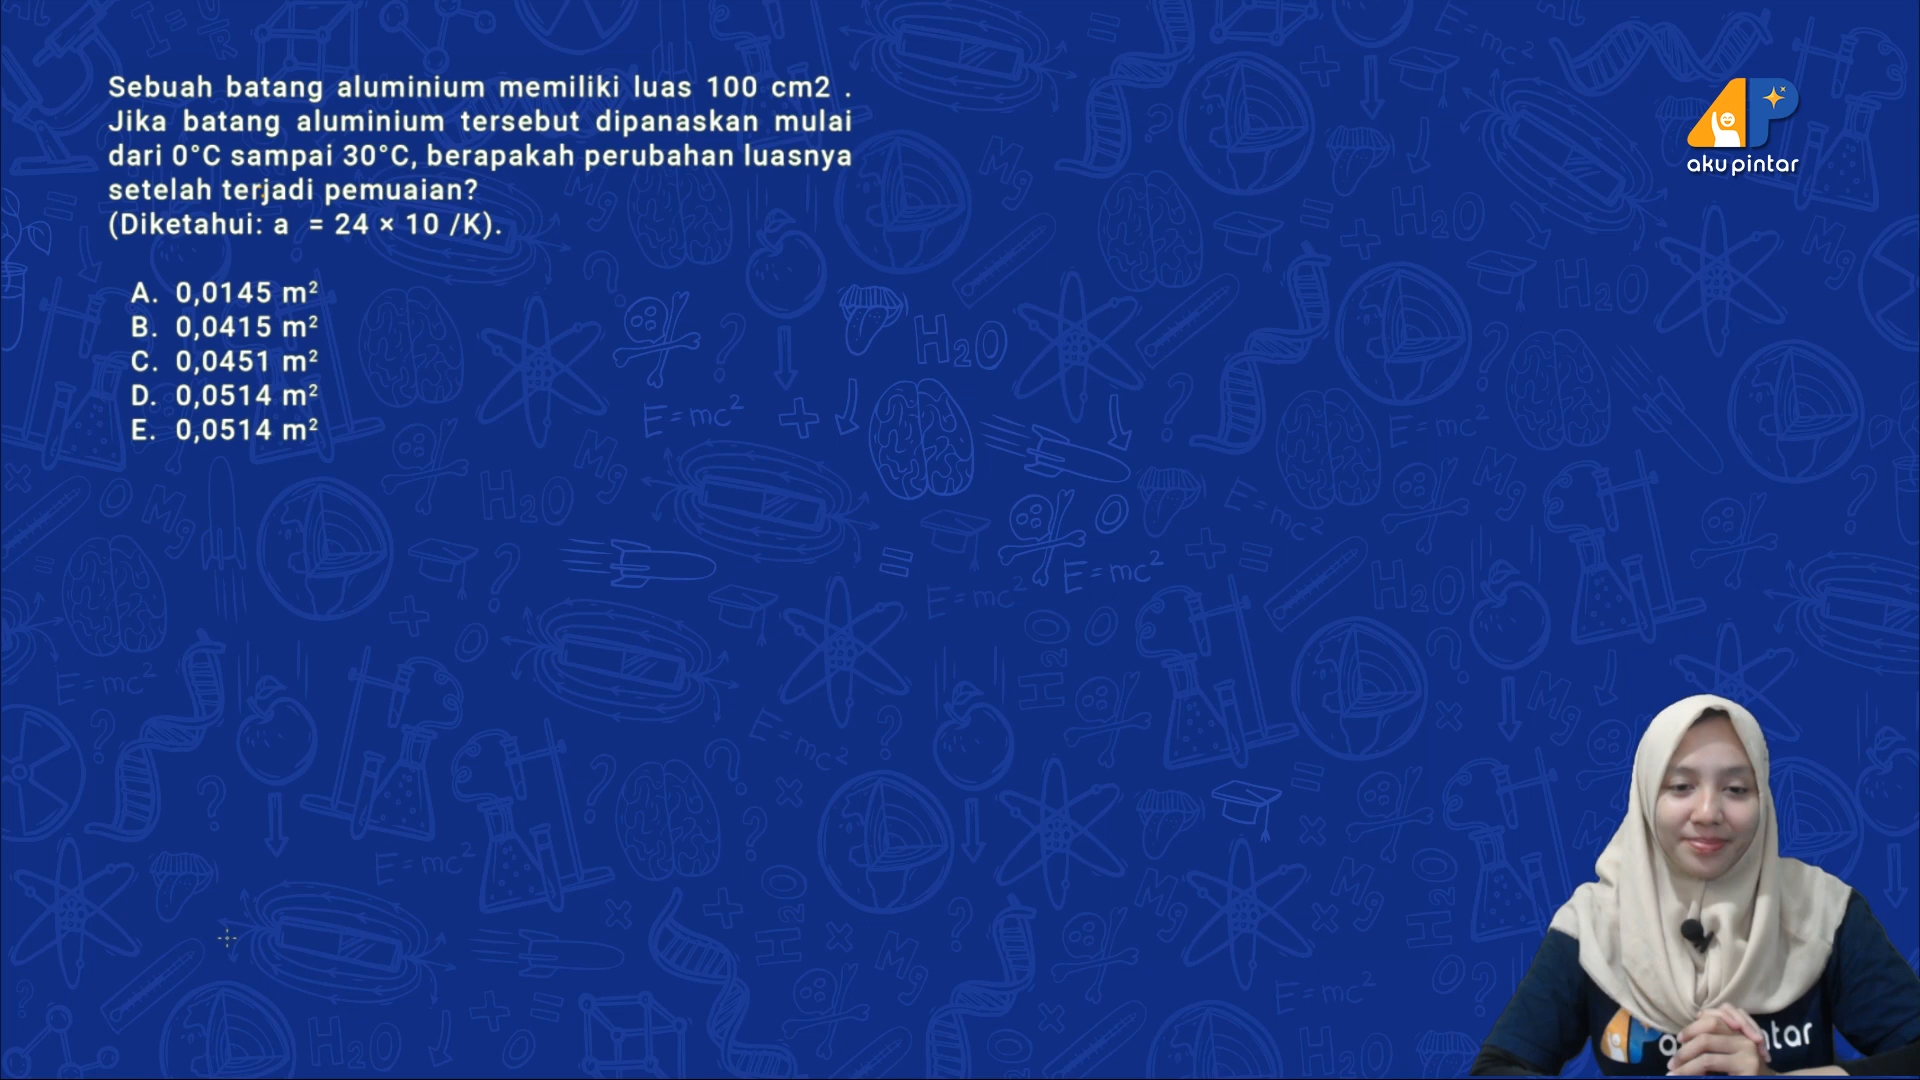 Sebuah batang aluminium memiliki luas 100 cm2 .
Jika batang aluminium tersebut dipanaskan mulai
dari 0°C sampai 30°C, berapakah perubahan luasnya
setelah terjadi pemuaian?
(Diketahui: a = 24 × 10 /K).
A. 0,0145 m²
B. 0,0415 m²
C. 0,0451 m²
D. 0,0514 m²
E. 0,0514 m²
aku pintar